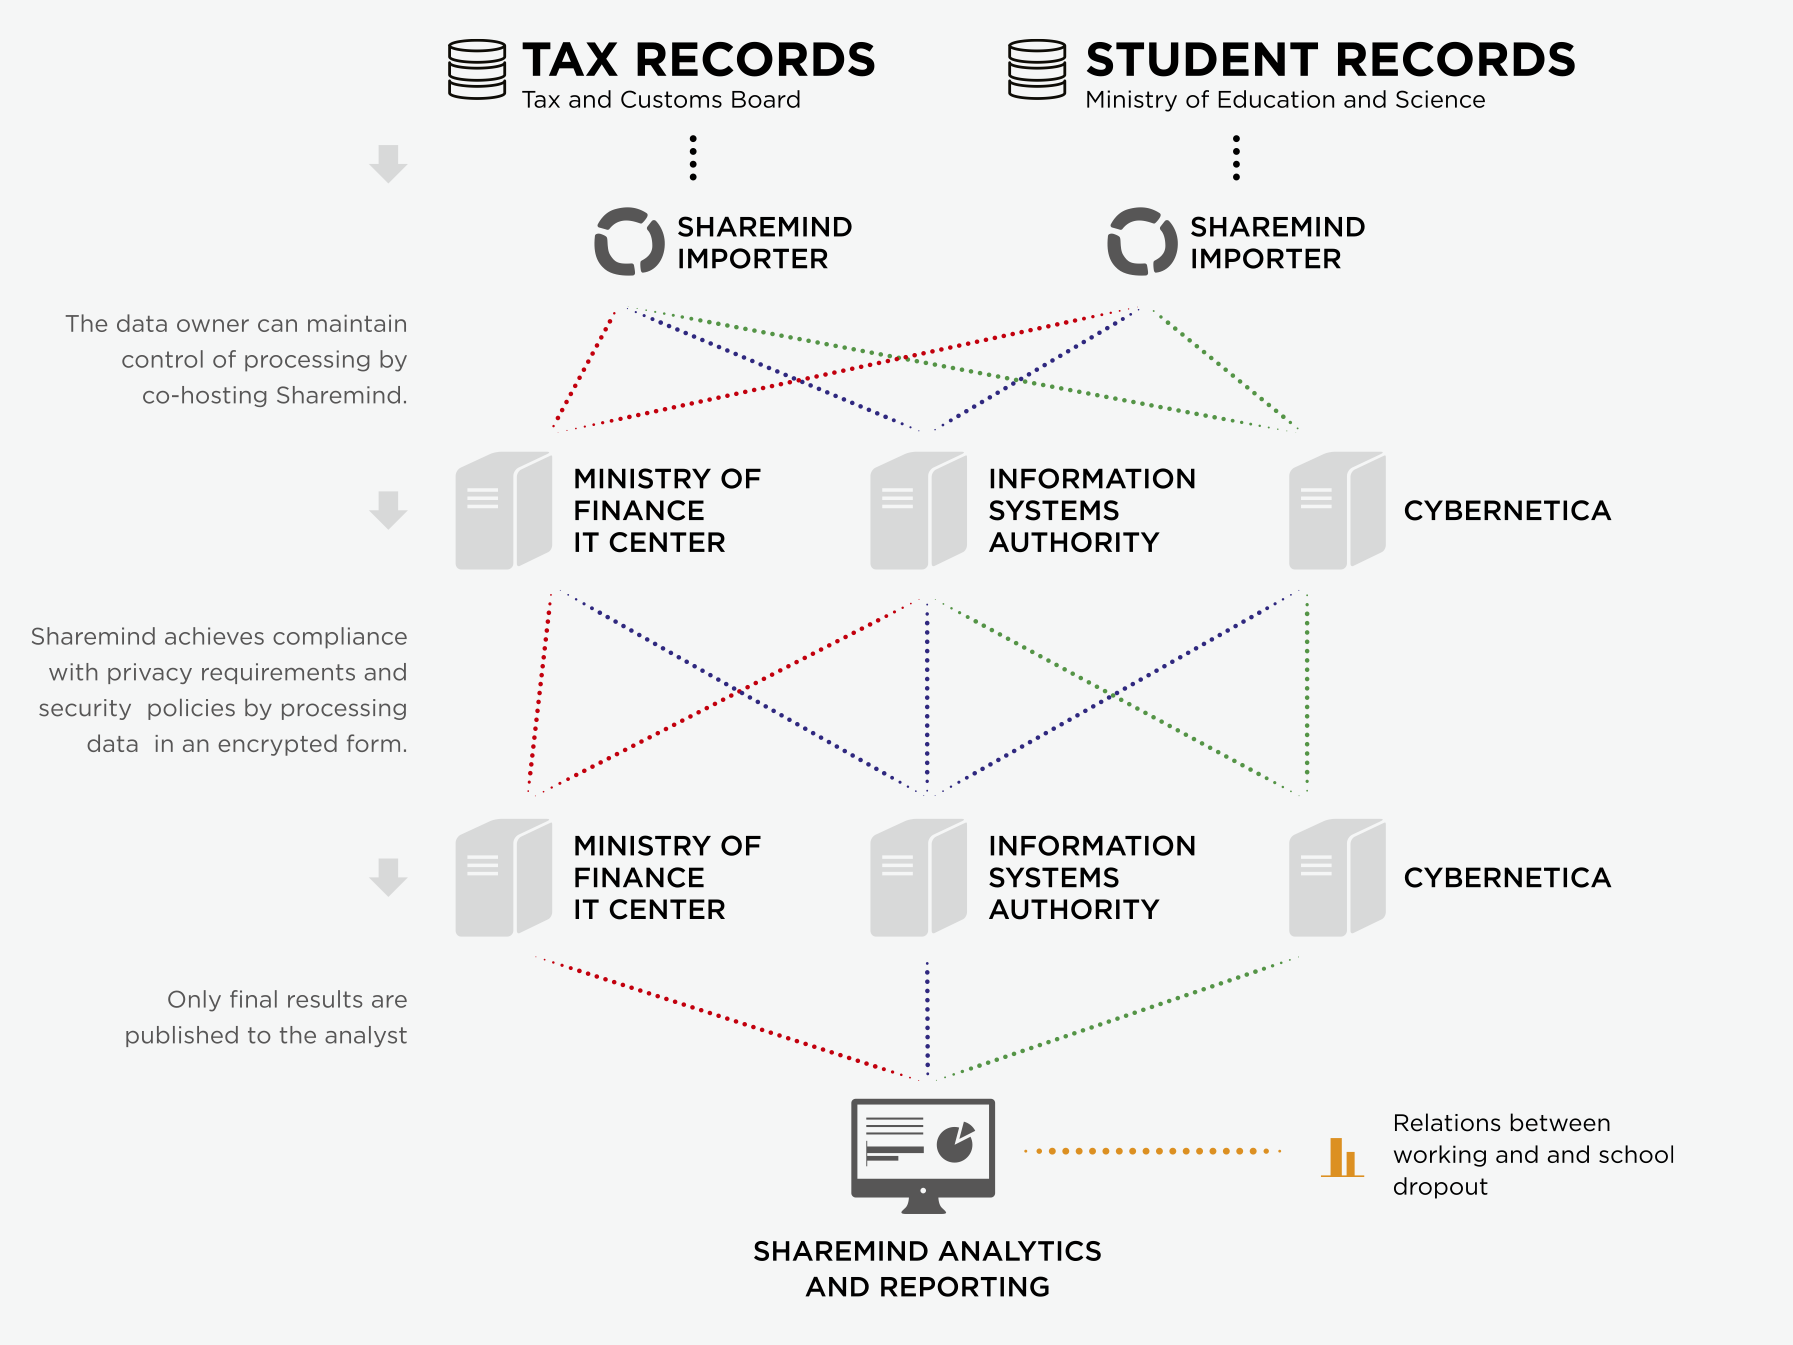 TAX RECORDS
Tax and Customs Board
STUDENT RECORDS
Ministry of Education and Science
SHAREMIND
IMPORTER
SHAREMIND
IMPORTER
The data owner can maintain
control of processing by
co-hosting Sharemind.
MINISTRY OF
FINANCE
IT CENTER
INFORMATION
SYSTEMS
AUTHORITY
CYBERNETICA
Sharemind achieves compliance
with privacy requirements and
security  policies by processing
data  in an encrypted form.
MINISTRY OF
FINANCE
IT CENTER
INFORMATION
SYSTEMS
AUTHORITY
CYBERNETICA
Only final results are
published to the analyst
Relations between
working and and school
dropout
SHAREMIND ANALYTICS
AND REPORTING